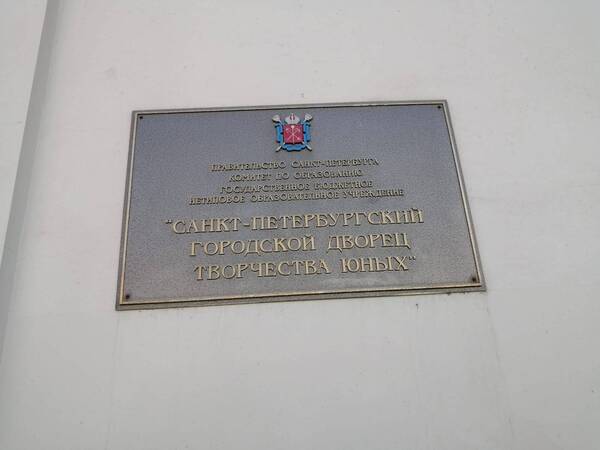 ПРАВИТЕЛЬСТВО САНКТ-ПЕТЕРБУРГА
КОМИТЕТ ПО ОБРАЗОВАНИЮ
ГОСУДАРСТВЕННОЕ БЮДЖЕТНОЕ
НЕТИПОВОЕ ОБРАЗОВАТЕЛЬНОЕ УЧРЕЖДЕНИЕ
"САНКТ-ПЕТЕРБУРГСКИЙ
ГОРОДСКОЙ ДВОРЕЦ
ТВОРЧЕСТВА ЮНЫХ"